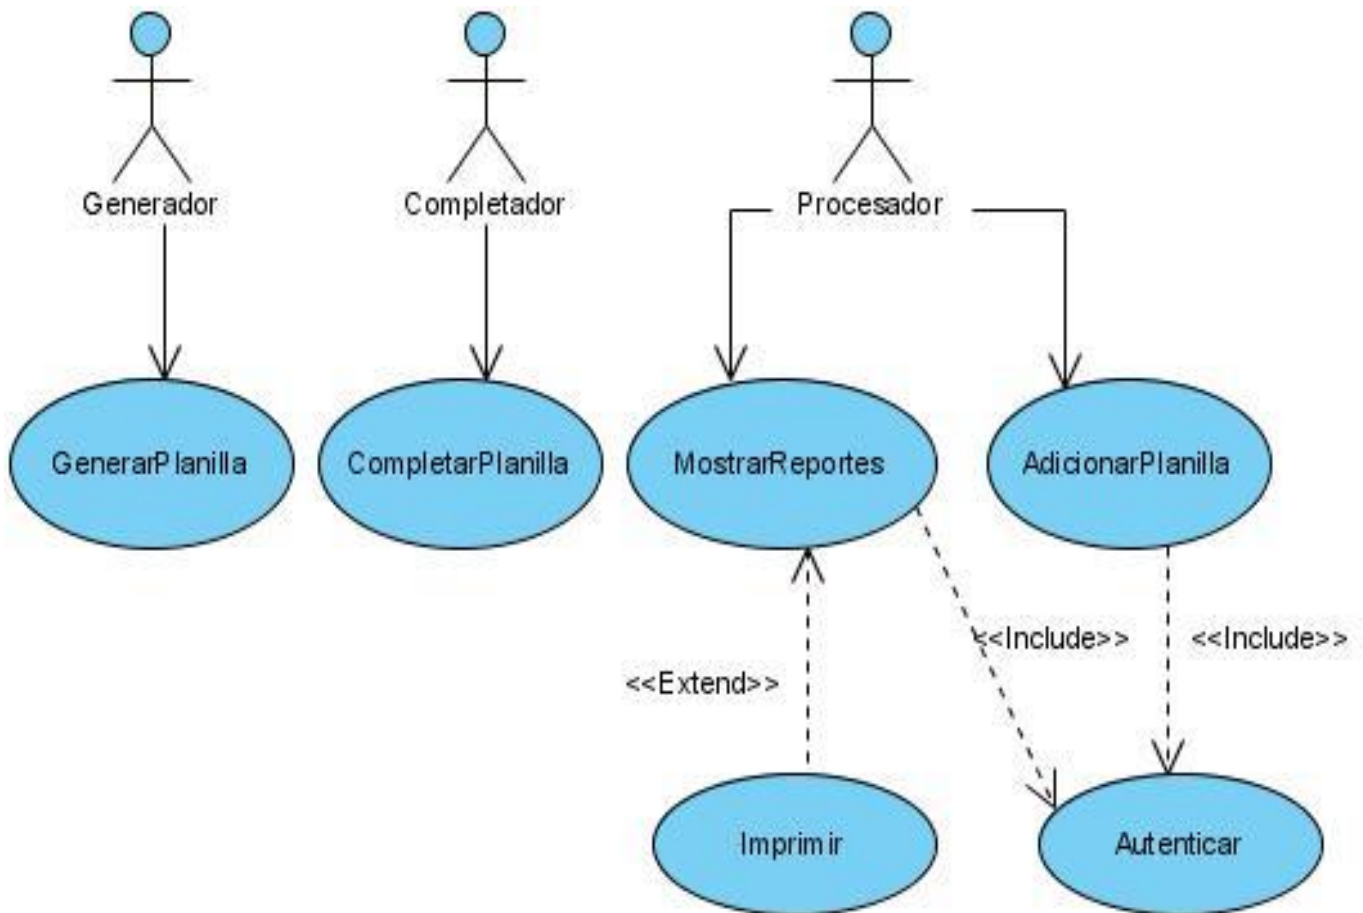 Generador
Completador
Procesador
GenerarPlanilla
CompletarPlanilla
MostrarReportes
AdicionarPlanilla
<<Include>>
<<Include>>
<<Extend>>
Imprimir
Autenticar